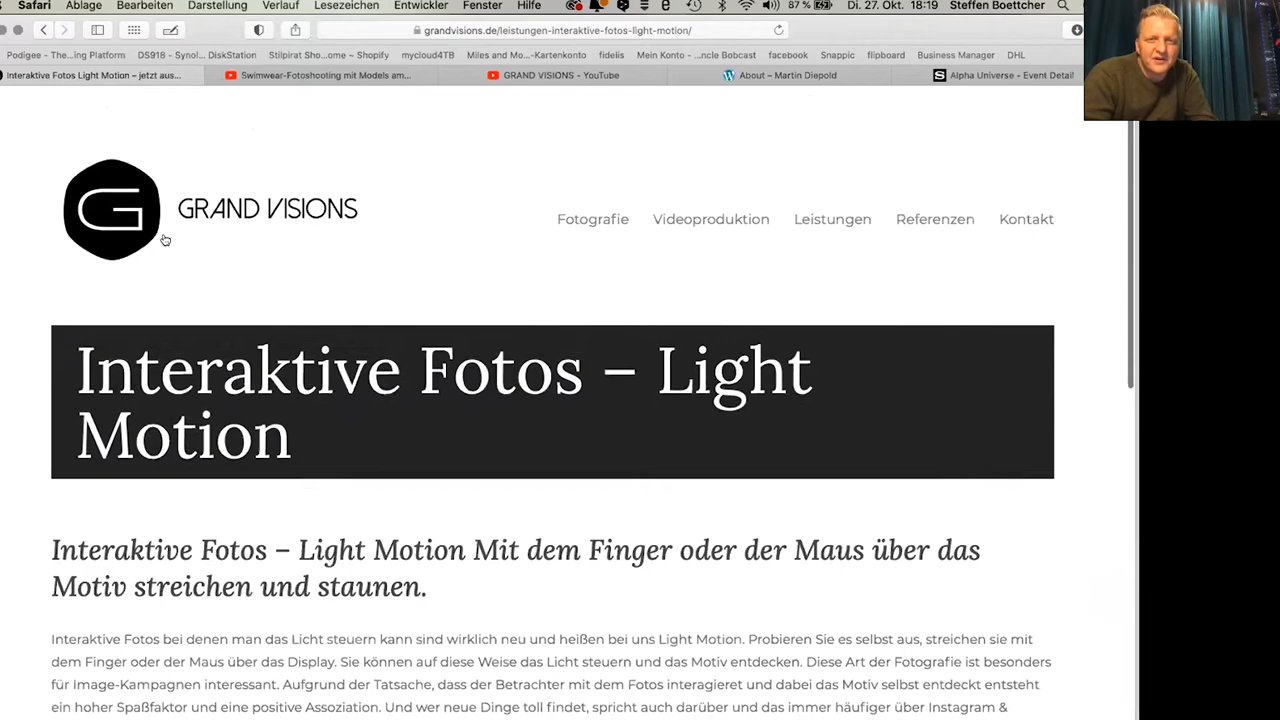 Safari Ablage Bearbeiten Darstellung Verlauf Lesezeichen Entwickler Fenster Hilfe 87 % Di. 27. Okt. 18:19 Steffen Boettcher
grandvisions.de/leistungen-interaktive-fotos-light-motion/
Podigee – The...ing Platform DS918 - Synol...DiskStation Stilpirat Sho...ome ~ Shopify mycloud4TB Miles and Mo...-Kartenkonto fidelis Mein Konto -...ncle Bobcast facebook Snappic flipboard Business Manager DHL
Interaktive Fotos Light Motion – jetzt aus... Swimwear-Fotoshooting mit Models am... GRAND VISIONS - YouTube About – Martin Diepold Alpha Universe - Event Detail
G GRAND VISIONS
Fotografie Videoproduktion Leistungen Referenzen Kontakt
Interaktive Fotos – Light
Motion
Interaktive Fotos – Light Motion Mit dem Finger oder der Maus über das
Motiv streichen und staunen.
Interaktive Fotos bei denen man das Licht steuern kann sind wirklich neu und heißen bei uns Light Motion. Probieren Sie es selbst aus, streichen sie mit
dem Finger oder der Maus über das Display. Sie können auf diese Weise das Licht steuern und das Motiv entdecken. Diese Art der Fotografie ist besonders
für Image-Kampagnen interessant. Aufgrund der Tatsache, dass der Betrachter mit dem Fotos interagieret und dabei das Motiv selbst entdeckt entsteht
ein hoher Spaßfaktor und eine positive Assoziation. Und wer neue Dinge toll findet, spricht auch darüber und das immer häufiger über Instagram &